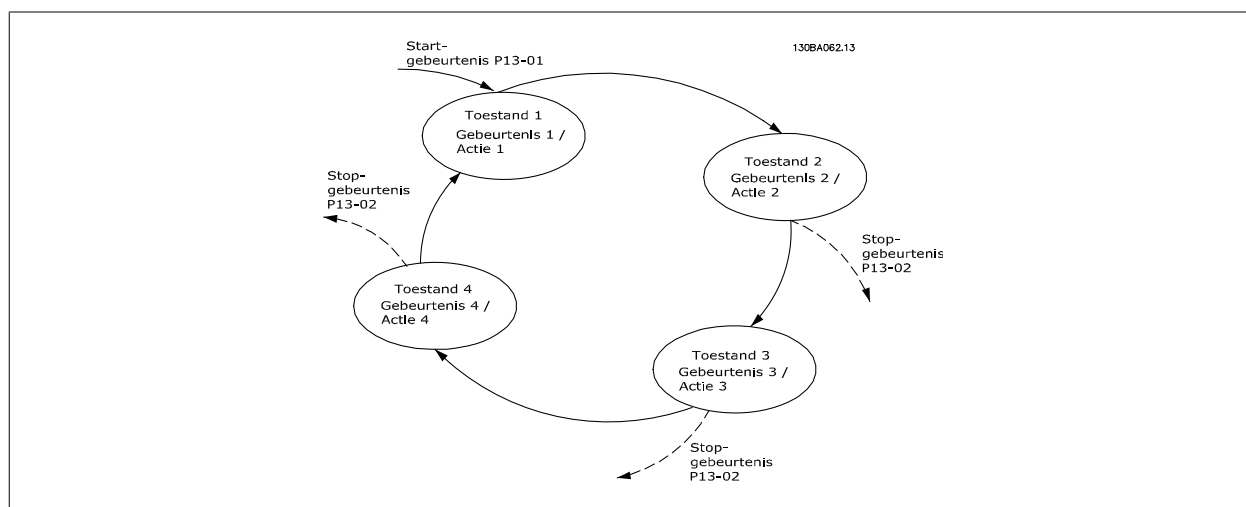 Start-
gebeurtenis P13-01
130BA062.13
Toestand 1
Gebeurtenis 1 /
Actie 1
Toestand 2
Gebeurtenis 2 /
Actie 2
Stop-
gebeurtenis
P13-02
Stop-
gebeurtenis
P13-02
Toestand 4
Gebeurtenis 4 /
Actie 4
Toestand 3
Gebeurtenis 3 /
Actie 3
Stop-
gebeurtenis
P13-02